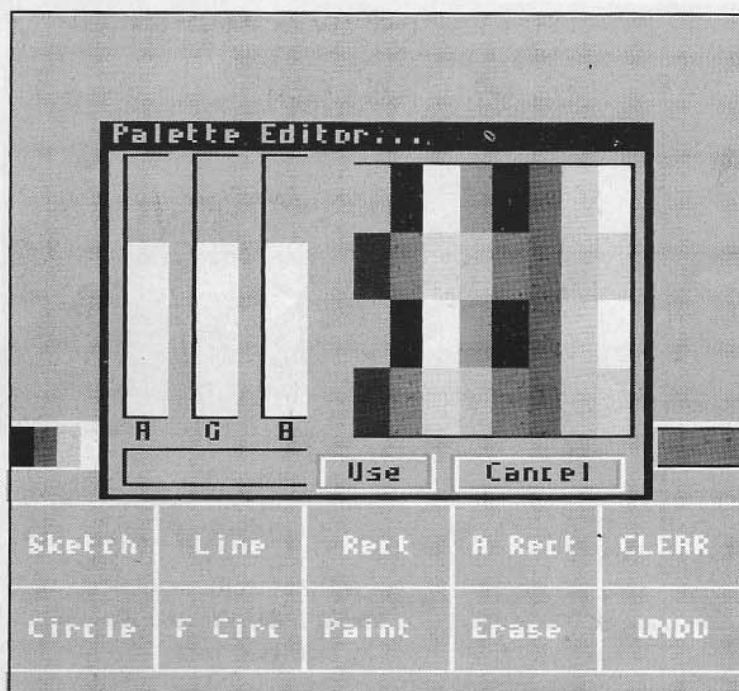 Palette Editor...
R G B
Use Cancel
Sketch Line Rect A Rect CLEAR
Circle F Circ Paint Erase UNDO